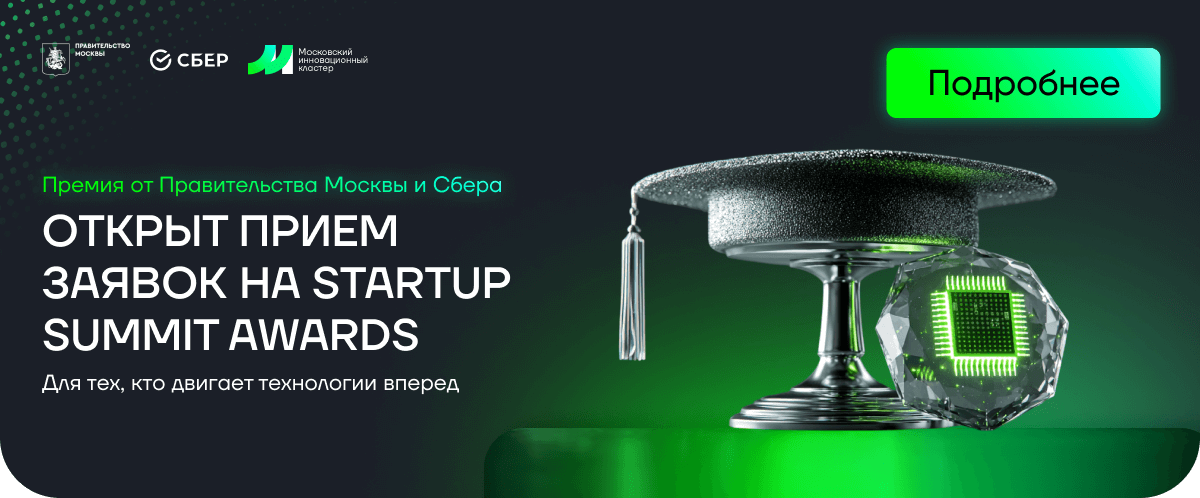 ПРАВИТЕЛЬСТВО
МОСКВЫ
СБЕР
Московский
инновационный
кластер
Подробнее
Премия от Правительства Москвы и Сбера
ОТКРЫТ ПРИЕМ
ЗАЯВОК НА STARTUP
SUMMIT AWARDS
Для тех, кто двигает технологии вперед